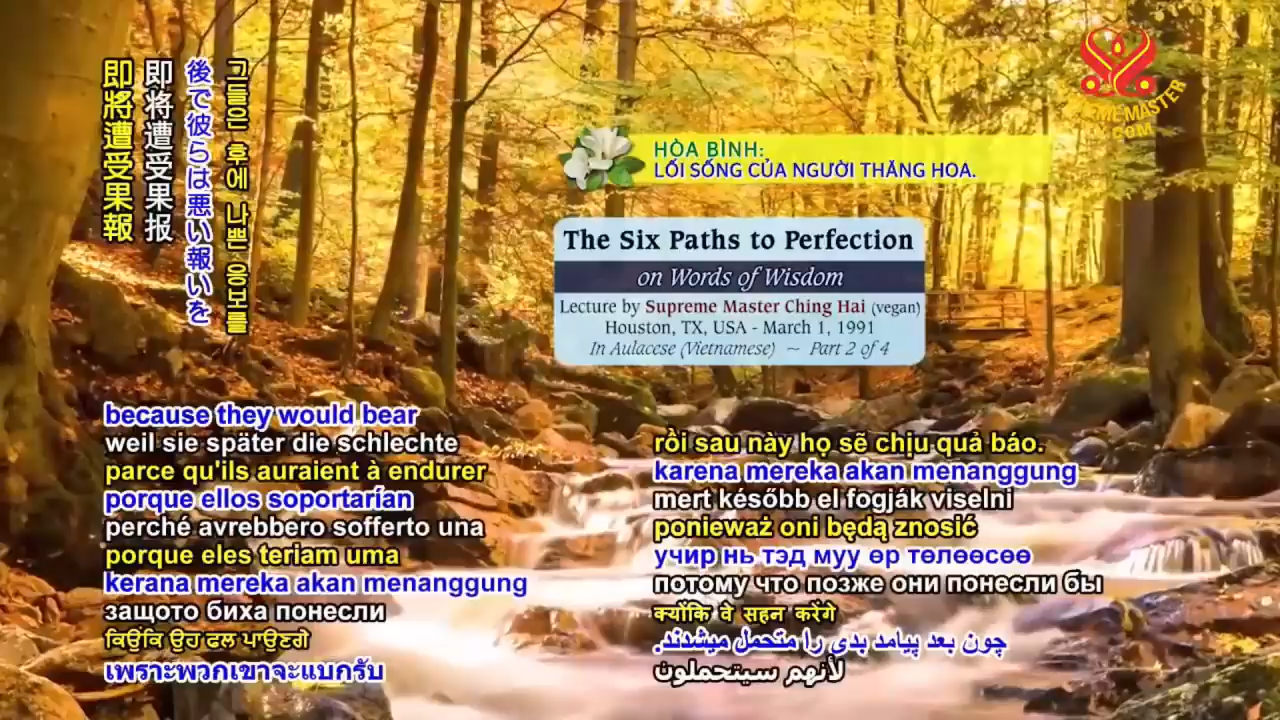 即將遭受果報
即将遭受果报
後で彼らは悪い報いを
그들은 후에 나쁜 응보를
SUPREME MASTER
TV.COM
HÒA BÌNH:
LỐI SỐNG CỦA NGƯỜI THĂNG HOA.
The Six Paths to Perfection
on Words of Wisdom
Lecture by Supreme Master Ching Hai (vegan)
Houston, TX, USA - March 1, 1991
In Aulacese (Vietnamese) ~ Part 2 of 4
because they would bear
weil sie später die schlechte
parce qu'ils auraient à endurer
porque ellos soportarían
perché avrebbero sofferto una
porque eles teriam uma
kerana mereka akan menanggung
защото биха понесли
ਕਿਉਂਕਿ ਉਹ ਫਲ ਪਾਉਣਗੇ
เพราะพวกเขาจะแบกรับ
rồi sau này họ sẽ chịu quả báo.
karena mereka akan menanggung
mert később el fogják viselni
ponieważ oni będą znosić
учир нь тэд муу өр төлөөсөө
потому что позже они понесли бы
क्योंकि वे सहन करेंगे
چون بعد پیامد بدی را متحمل میشدند.
لأنهم سيتحملون